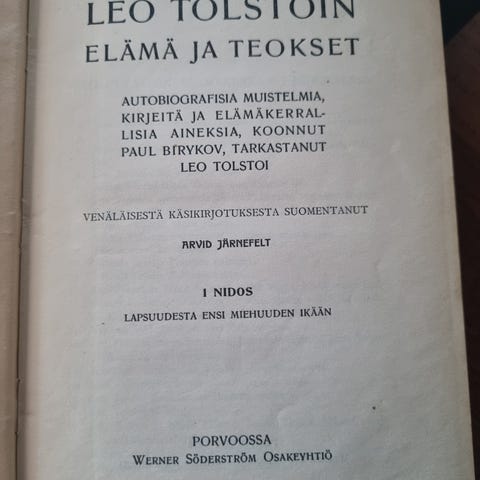 LEO TOLSTOIN
ELÄMÄ JA TEOKSET
AUTOBIOGRAFISIA MUISTELMIA,
KIRJEITÄ JA ELÄMÄKERRAL-
LISIA AINEKSIA, KOONNUT
PAUL BIRYKOV, TARKASTANUT
LEO TOLSTOI
VENÄLÄISESTÄ KÄSIKIRJOTUKSESTA SUOMENTANUT
ARVID JÄRNEFELT
I NIDOS
LAPSUUDESTA ENSI MIEHUUDEN IKÄÄN
PORVOOSSA
WERNER SÖDERSTRÖM OSAKEYHTIÖ